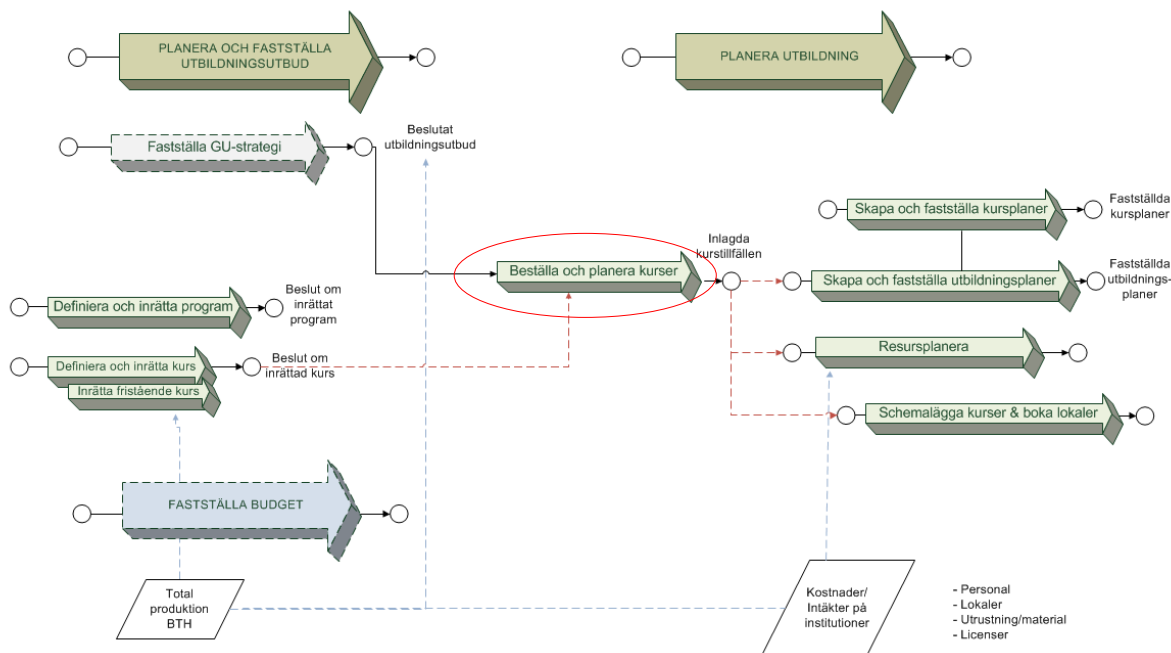 PLANERA OCH FASTSTÄLLA
UTBILDNINGSUTBUD
PLANERA UTBILDNING
Fastställa GU-strategi
Beslutat
utbildningsutbud
Skapa och fastställa kursplaner
Fastställda
kursplaner
Inlagda
kurstillfällen
Beställa och planera kurser
Skapa och fastställa utbildningsplaner
Fastställda
utbildnings-
planer
Definiera och inrätta program
Beslut om
inrättat
program
Definiera och inrätta kurs
Inrätta fristående kurs
Beslut om
inrättad kurs
Resursplanera
Schemalägga kurser & boka lokaler
FASTSTÄLLA BUDGET
Total
produktion
BTH
Kostnader/
Intäkter på
institutioner
- Personal
- Lokaler
- Utrustning/material
- Licenser